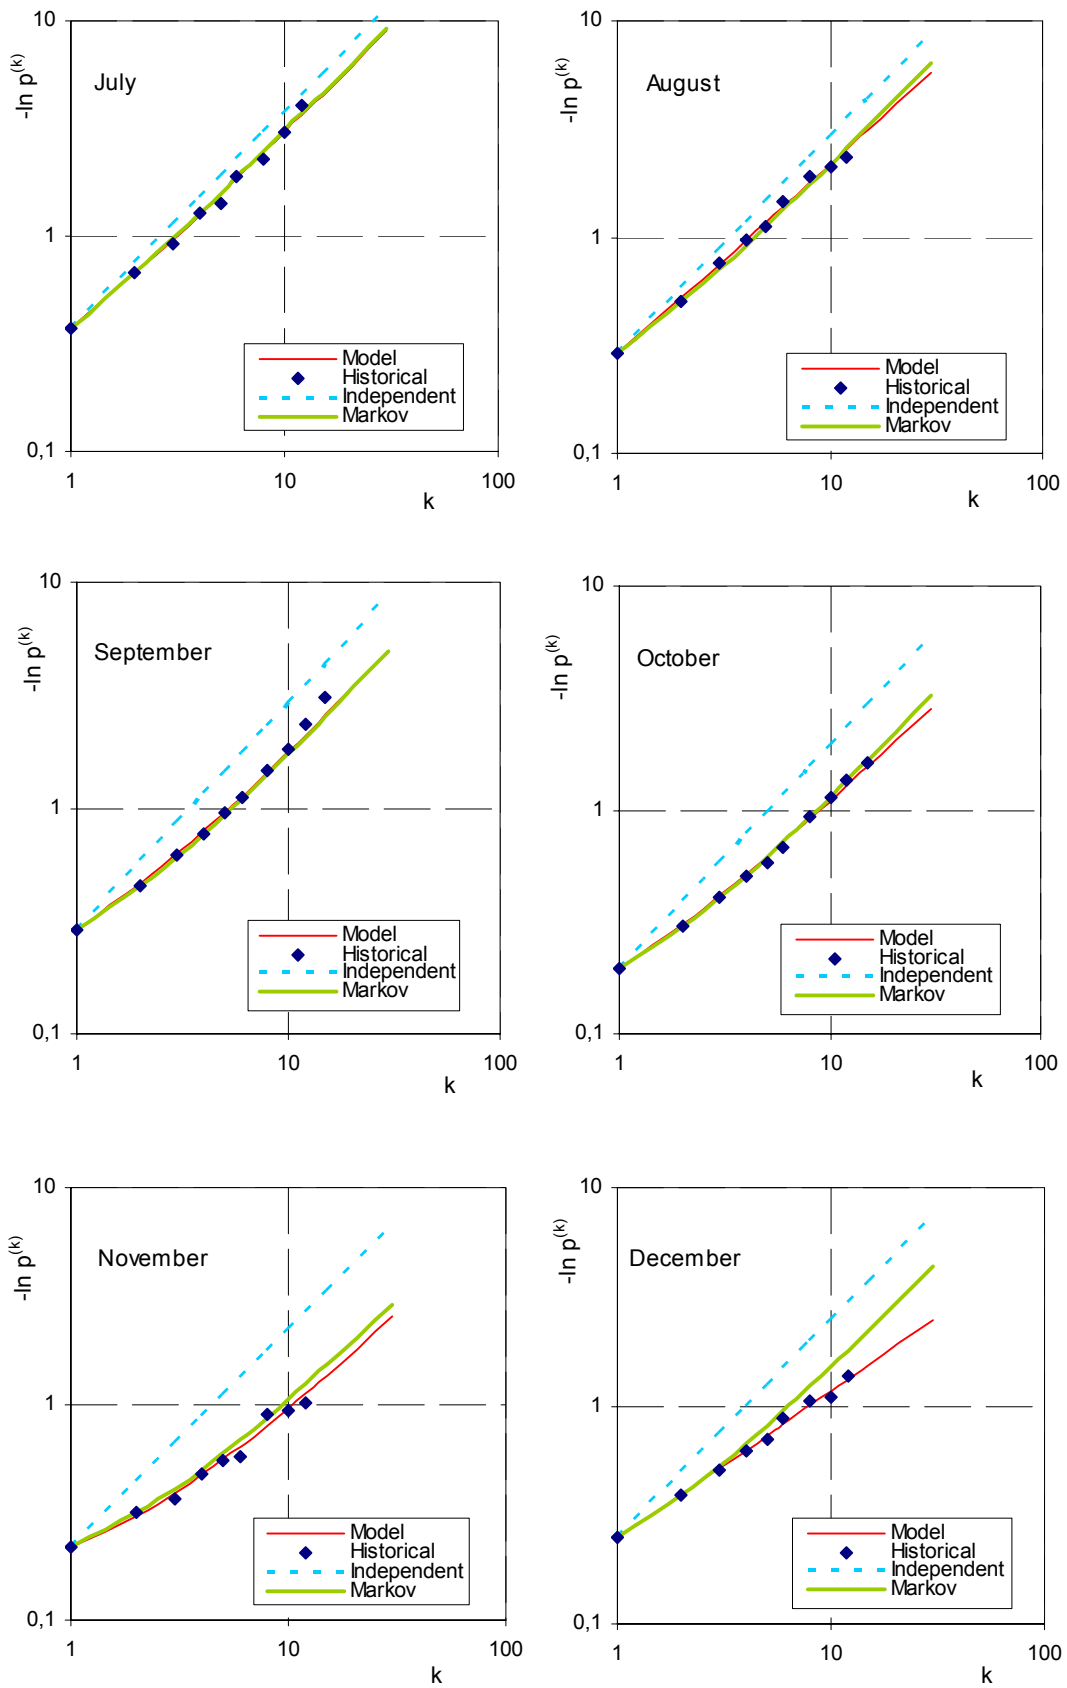 10
1
0,1
1
10
100
-ln p(k)
k
July
Model
Historical
Independent
Markov
10
1
0,1
1
10
100
-ln p(k)
k
August
Model
Historical
Independent
Markov
10
1
0,1
1
10
100
-ln p(k)
k
September
Model
Historical
Independent
Markov
10
1
0,1
1
10
100
-ln p(k)
k
October
Model
Historical
Independent
Markov
10
1
0,1
1
10
100
-ln p(k)
k
November
Model
Historical
Independent
Markov
10
1
0,1
1
10
100
-ln p(k)
k
December
Model
Historical
Independent
Markov